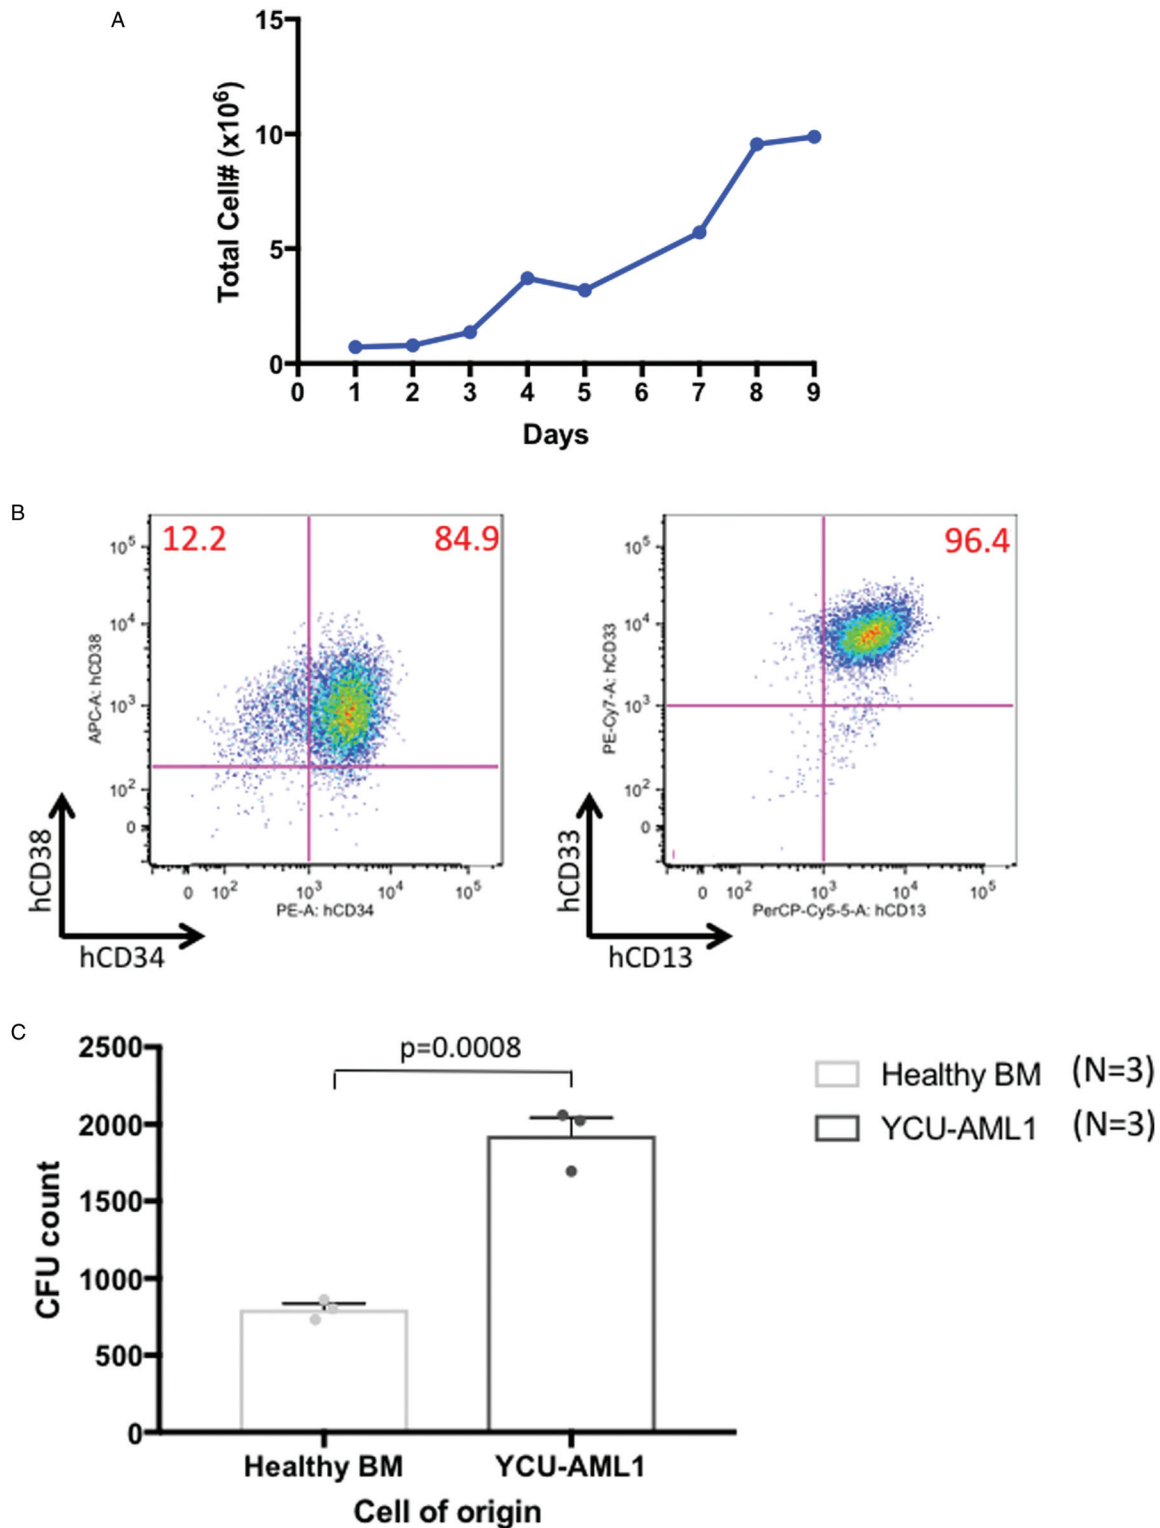 A
15
10
5
0
Total Cell# (x10⁶)
0 1 2 3 4 5 6 7 8 9
Days
B
12.2 84.9
10⁵
10⁴
10³
10²
0
APC-A: hCD38
0 10² 10³ 10⁴ 10⁵
PE-A: hCD34
hCD38
hCD34
96.4
10⁵
10⁴
10³
10²
0
PE-Cy7-A: hCD33
0 10² 10³ 10⁴ 10⁵
PerCP-Cy5-5-A: hCD13
hCD33
hCD13
C
2500
2000
1500
1000
500
0
CFU count
p=0.0008
Healthy BM YCU-AML1
Cell of origin
Healthy BM (N=3)
YCU-AML1 (N=3)